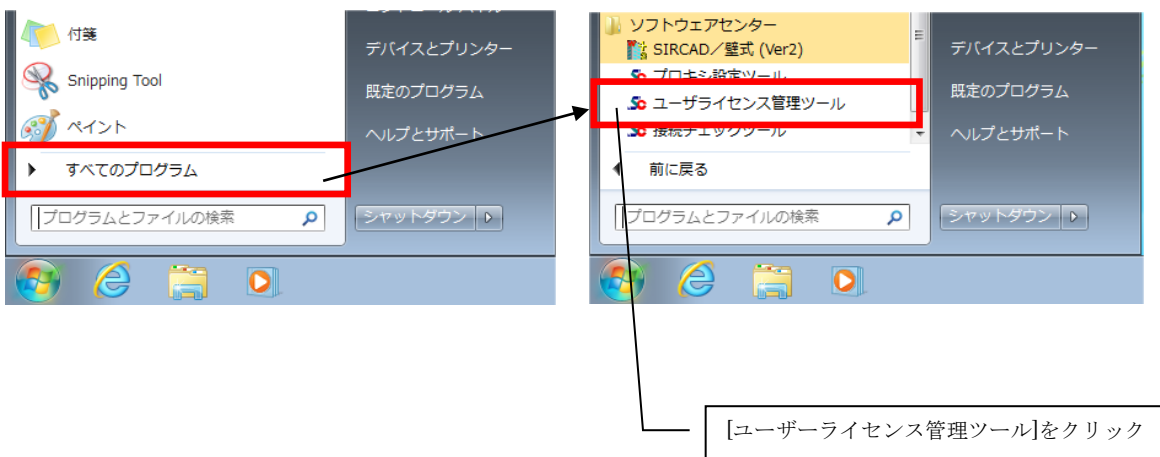 付箋
Snipping Tool
ペイント
すべてのプログラム
プログラムとファイルの検索
デバイスとプリンター
既定のプログラム
ヘルプとサポート
シャットダウン
ソフトウェアセンター
SIRCAD／壁式 (Ver2)
プロキシ設定ツール
ユーザライセンス管理ツール
接続チェックツール
前に戻る
プログラムとファイルの検索
デバイスとプリンター
既定のプログラム
ヘルプとサポート
シャットダウン
[ユーザーライセンス管理ツール]をクリック